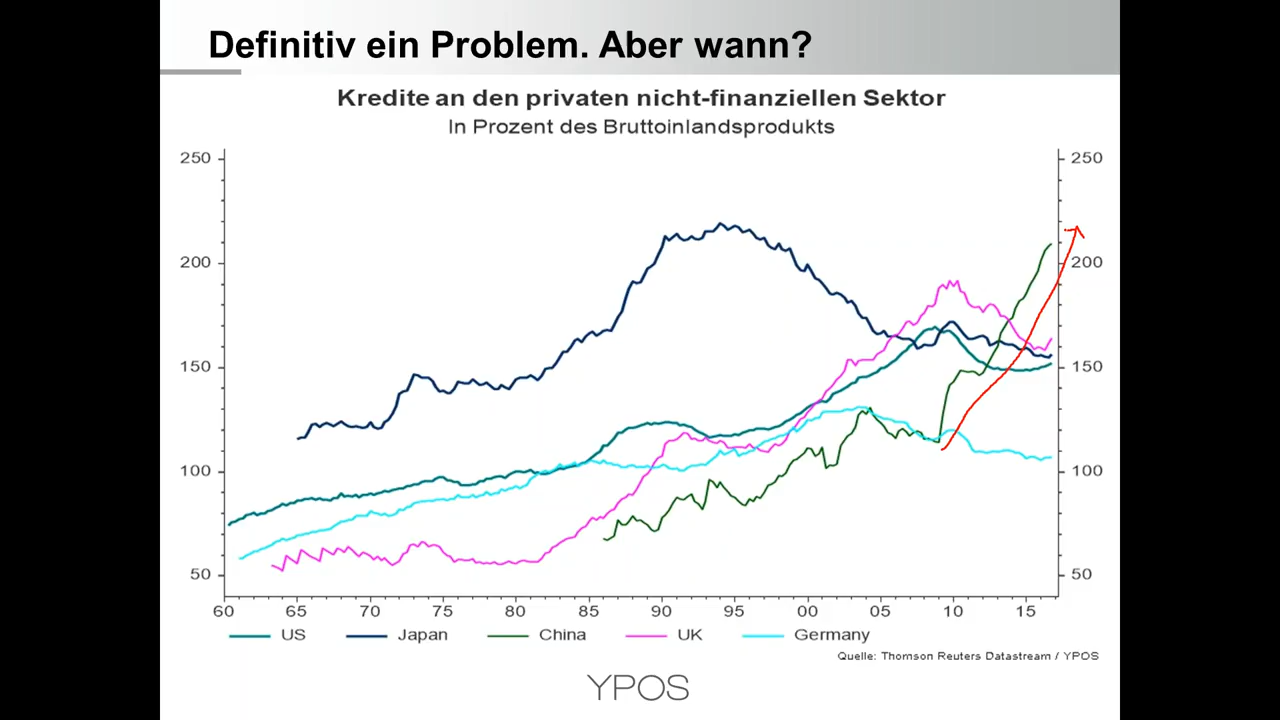 Definitiv ein Problem. Aber wann?
Kredite an den privaten nicht-finanziellen Sektor
In Prozent des Bruttoinlandsprodukts
250 250
200 200
150 150
100 100
50 50
60 65 70 75 80 85 90 95 00 05 10 15
US Japan China UK Germany
Quelle: Thomson Reuters Datastream / YPOS
YPOS